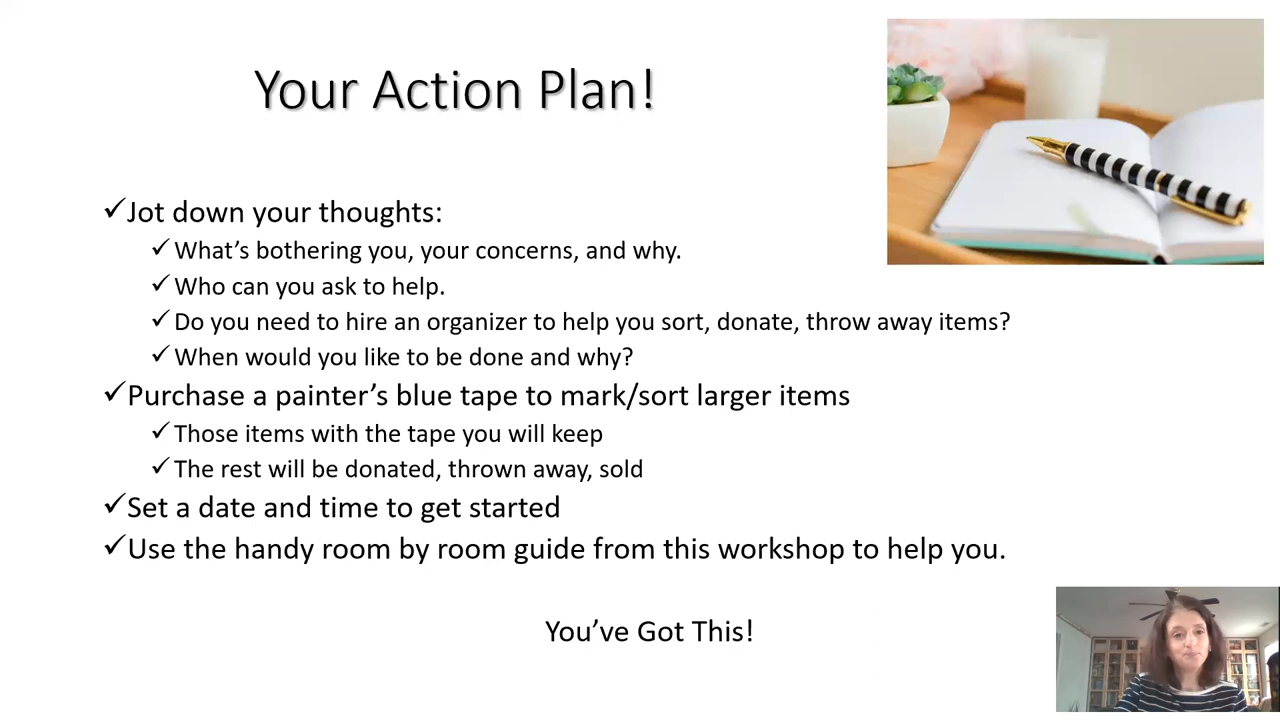 Your Action Plan!
✓Jot down your thoughts:
✓What’s bothering you, your concerns, and why.
✓Who can you ask to help.
✓Do you need to hire an organizer to help you sort, donate, throw away items?
✓When would you like to be done and why?
✓Purchase a painter’s blue tape to mark/sort larger items
✓Those items with the tape you will keep
✓The rest will be donated, thrown away, sold
✓Set a date and time to get started
✓Use the handy room by room guide from this workshop to help you.
You’ve Got This!